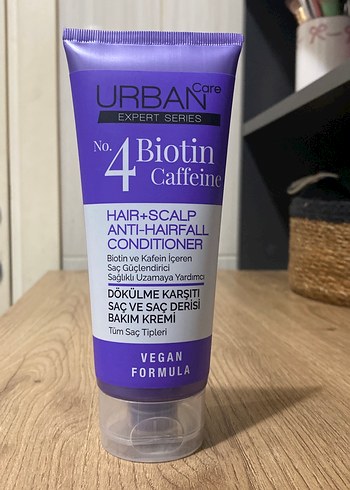 URBAN Care
EXPERT SERIES
No. 4 Biotin
Caffeine
HAIR+SCALP
ANTI-HAIRFALL
CONDITIONER
Biotin ve Kafein İçeren
Saç Güçlendirici
Sağlıklı Uzamaya Yardımcı
DÖKÜLME KARŞITI
SAÇ VE SAÇ DERİSİ
BAKIM KREMİ
Tüm Saç Tipleri
VEGAN
FORMULA